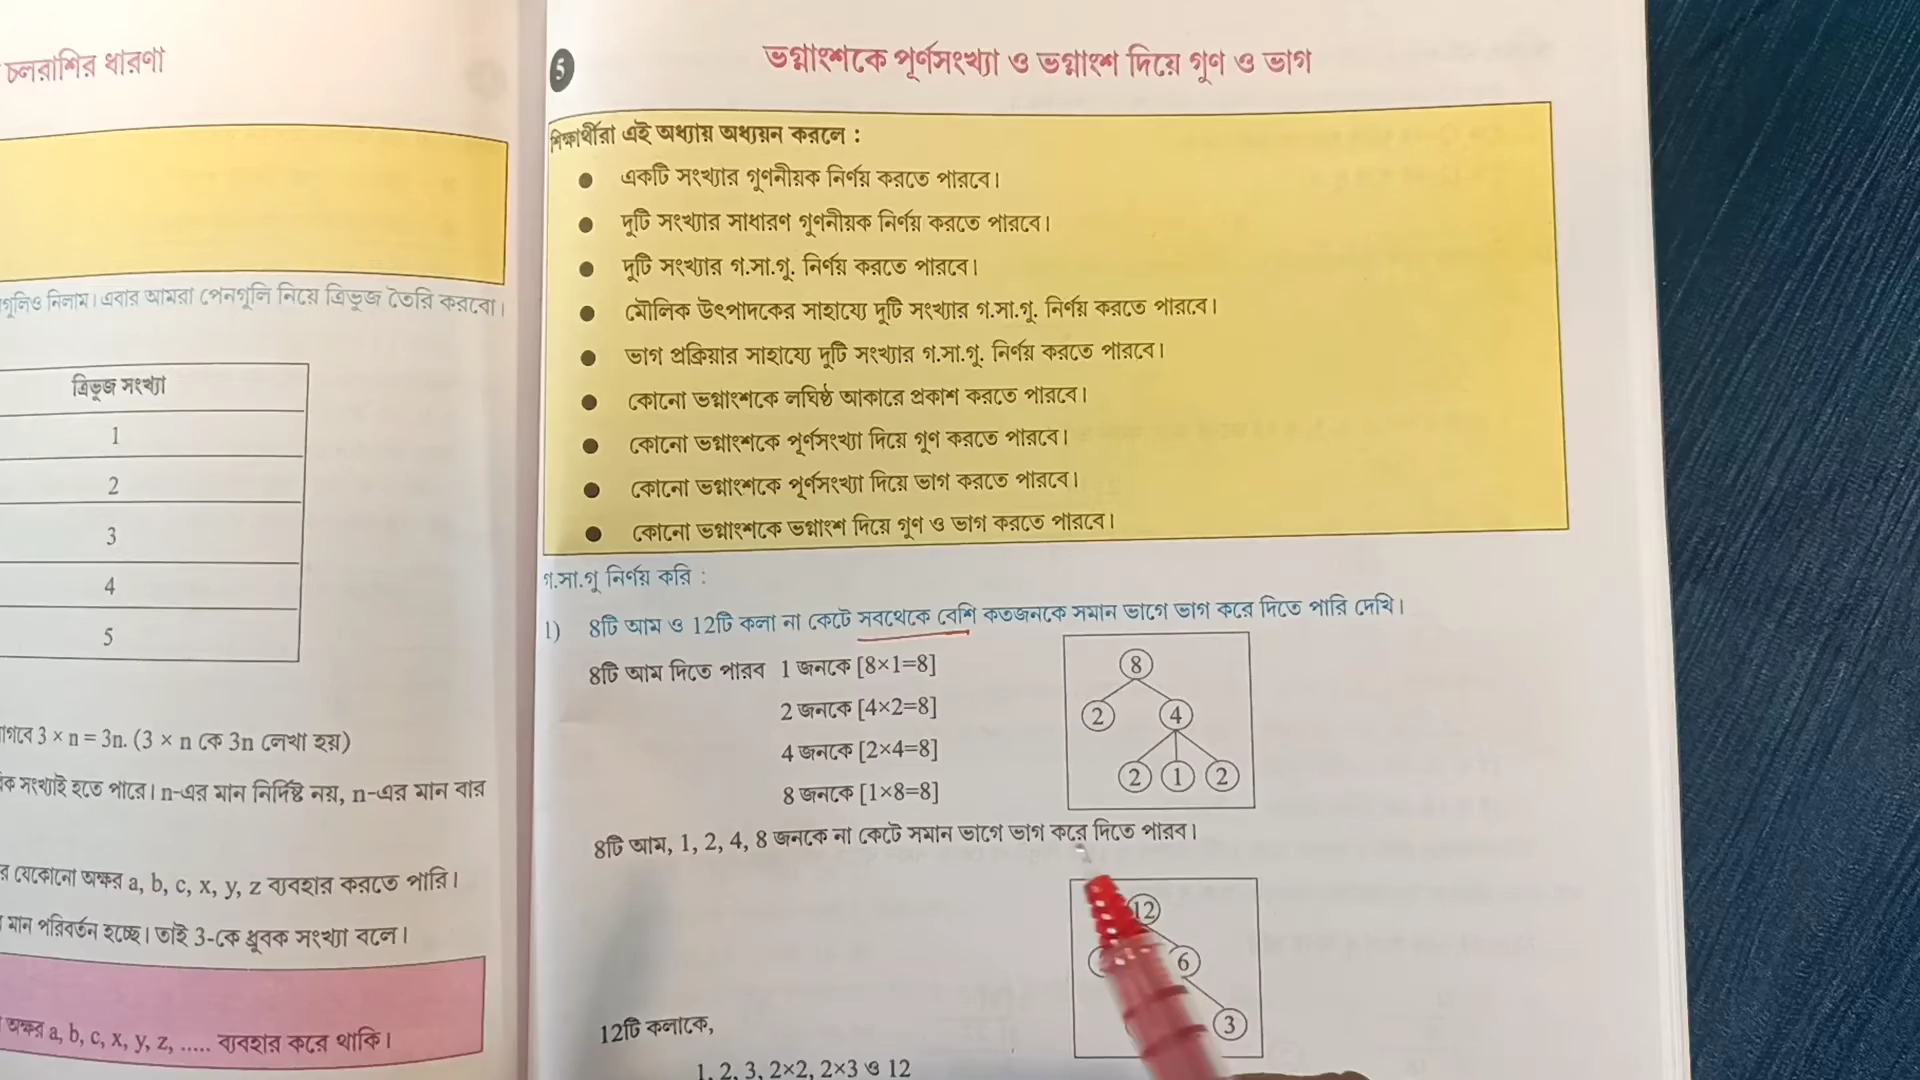 চলরাশির ধারণা
নিলাম। এবার আমরা পেনগুলি নিয়ে ত্রিভুজ তৈরি করবো।
ত্রিভুজ সংখ্যা
1
2
3
4
5
3 × n = 3n. (3 × n কে 3n লেখা হয়)
সংখ্যাই হতে পারে। n-এর মান নির্দিষ্ট নয়, n-এর মান বার
যেকোনো অক্ষর a, b, c, x, y, z ব্যবহার করতে পারি।
মান পরিবর্তন হচ্ছে। তাই 3-কে ধ্রুবক সংখ্যা বলে।
অক্ষর a, b, c, x, y, z, ..... ব্যবহার করে থাকি।
5
ভগ্নাংশকে পূর্ণসংখ্যা ও ভগ্নাংশ দিয়ে গুণ ও ভাগ
শিক্ষার্থীরা এই অধ্যায় অধ্যয়ন করলে :
● একটি সংখ্যার গুণনীয়ক নির্ণয় করতে পারবে।
● দুটি সংখ্যার সাধারণ গুণনীয়ক নির্ণয় করতে পারবে।
● দুটি সংখ্যার গ.সা.গু. নির্ণয় করতে পারবে।
● মৌলিক উৎপাদকের সাহায্যে দুটি সংখ্যার গ.সা.গু. নির্ণয় করতে পারবে।
● ভাগ প্রক্রিয়ার সাহায্যে দুটি সংখ্যার গ.সা.গু. নির্ণয় করতে পারবে।
● কোনো ভগ্নাংশকে লঘিষ্ঠ আকারে প্রকাশ করতে পারবে।
● কোনো ভগ্নাংশকে পূর্ণসংখ্যা দিয়ে গুণ করতে পারবে।
● কোনো ভগ্নাংশকে পূর্ণসংখ্যা দিয়ে ভাগ করতে পারবে।
● কোনো ভগ্নাংশকে ভগ্নাংশ দিয়ে গুণ ও ভাগ করতে পারবে।
গ.সা.গু নির্ণয় করি :
1) 8টি আম ও 12টি কলা না কেটে সবথেকে বেশি কতজনকে সমান ভাগে ভাগ করে দিতে পারি দেখি।
8টি আম দিতে পারব 1 জনকে [8×1=8]
2 জনকে [4×2=8]
4 জনকে [2×4=8]
8 জনকে [1×8=8]
8
2 4
2 1 2
8টি আম, 1, 2, 4, 8 জনকে না কেটে সমান ভাগে ভাগ করে দিতে পারব।
12
6
3
12টি কলাকে,
1, 2, 3, 2×2, 2×3 ও 12